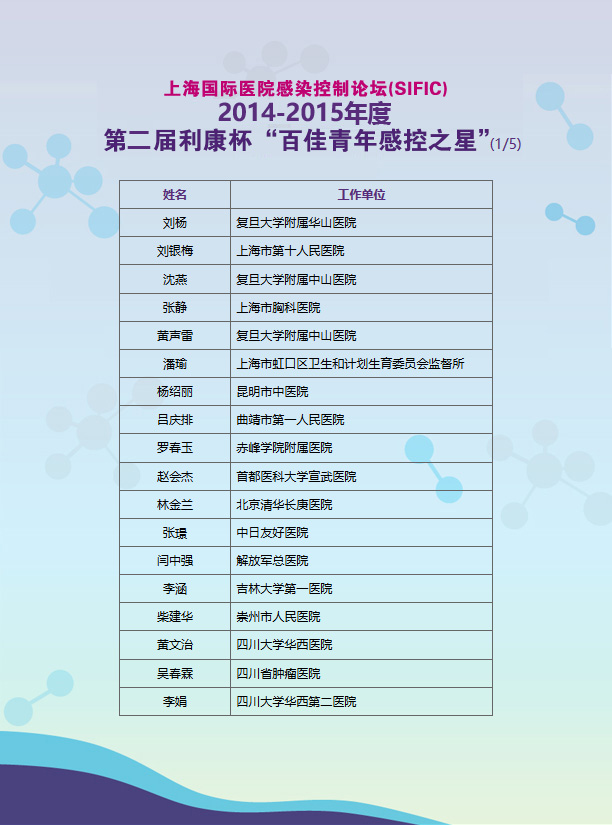 上海国际医院感染控制论坛(SIFIC)
2014-2015年度
第二届利康杯“百佳青年感控之星”(1/5)
姓名 工作单位
刘杨 复旦大学附属华山医院
刘银梅 上海市第十人民医院
沈燕 复旦大学附属中山医院
张静 上海市胸科医院
黄声雷 复旦大学附属中山医院
潘瑜 上海市虹口区卫生和计划生育委员会监督所
杨绍丽 昆明市中医院
吕庆排 曲靖市第一人民医院
罗春玉 赤峰学院附属医院
赵会杰 首都医科大学宣武医院
林金兰 北京清华长庚医院
张璟 中日友好医院
闫中强 解放军总医院
李涵 吉林大学第一医院
柴建华 崇州市人民医院
黄文治 四川大学华西医院
吴春霖 四川省肿瘤医院
李娟 四川大学华西第二医院